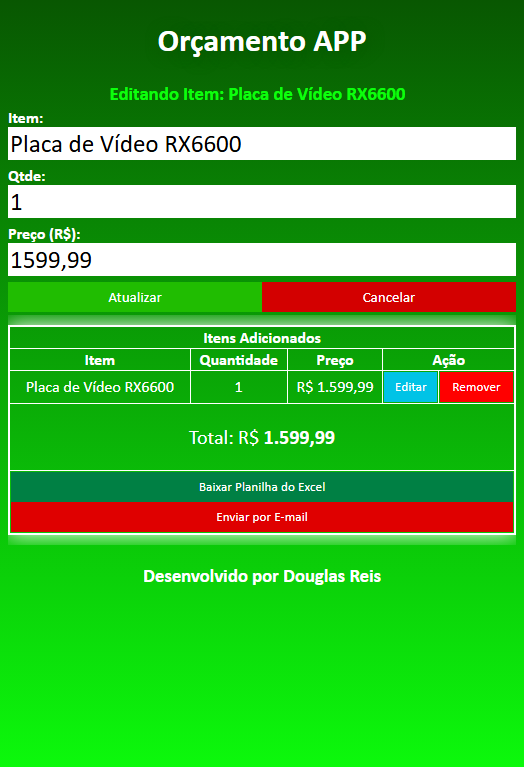 Orçamento APP
Editando Item: Placa de Vídeo RX6600
Item:
Placa de Vídeo RX6600
Qtde:
1
Preço (R$):
1599,99
Atualizar Cancelar
Itens Adicionados
Item Quantidade Preço Ação
Placa de Vídeo RX6600 1 R$ 1.599,99 Editar Remover
Total: R$ 1.599,99
Baixar Planilha do Excel
Enviar por E-mail
Desenvolvido por Douglas Reis